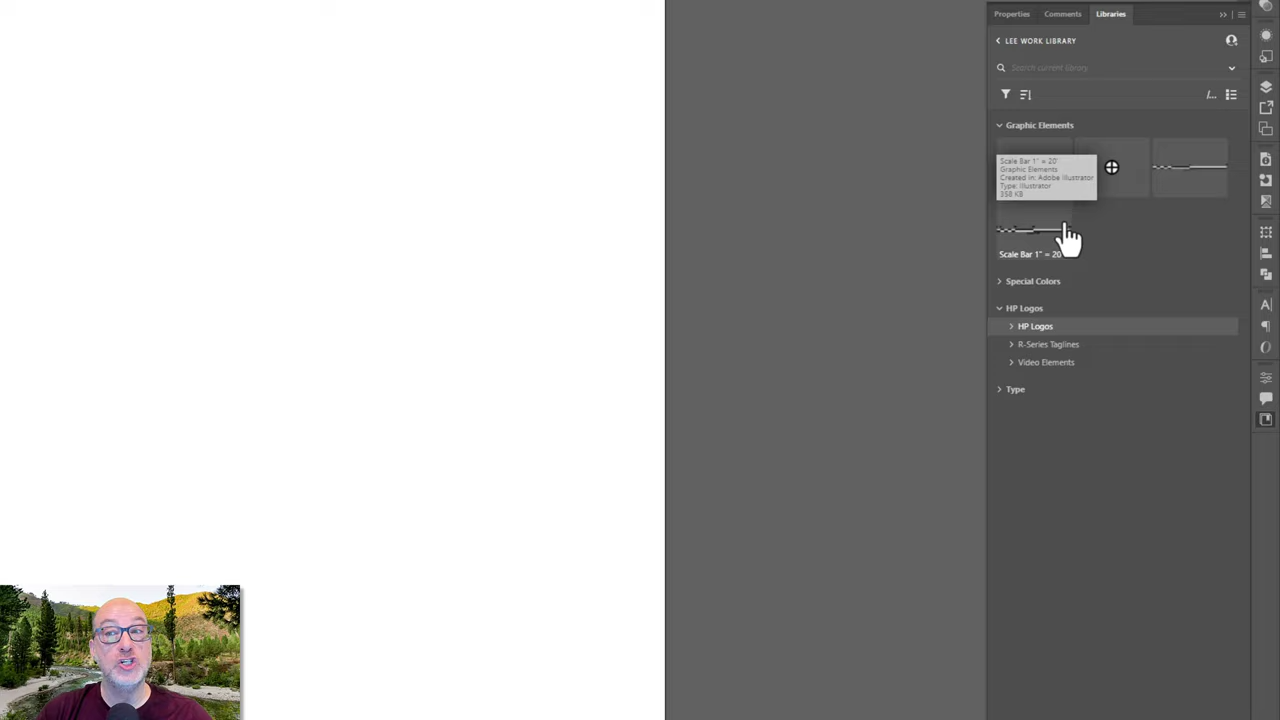 Properties Comments Libraries
LEE WORK LIBRARY
Search current library
Graphic Elements
Scale Bar 1" = 20'
Graphic Elements
Created in: Adobe Illustrator
Type: Illustrator
358 KB
Scale Bar 1" = 20
Special Colors
HP Logos
HP Logos
R-Series Taglines
Video Elements
Type